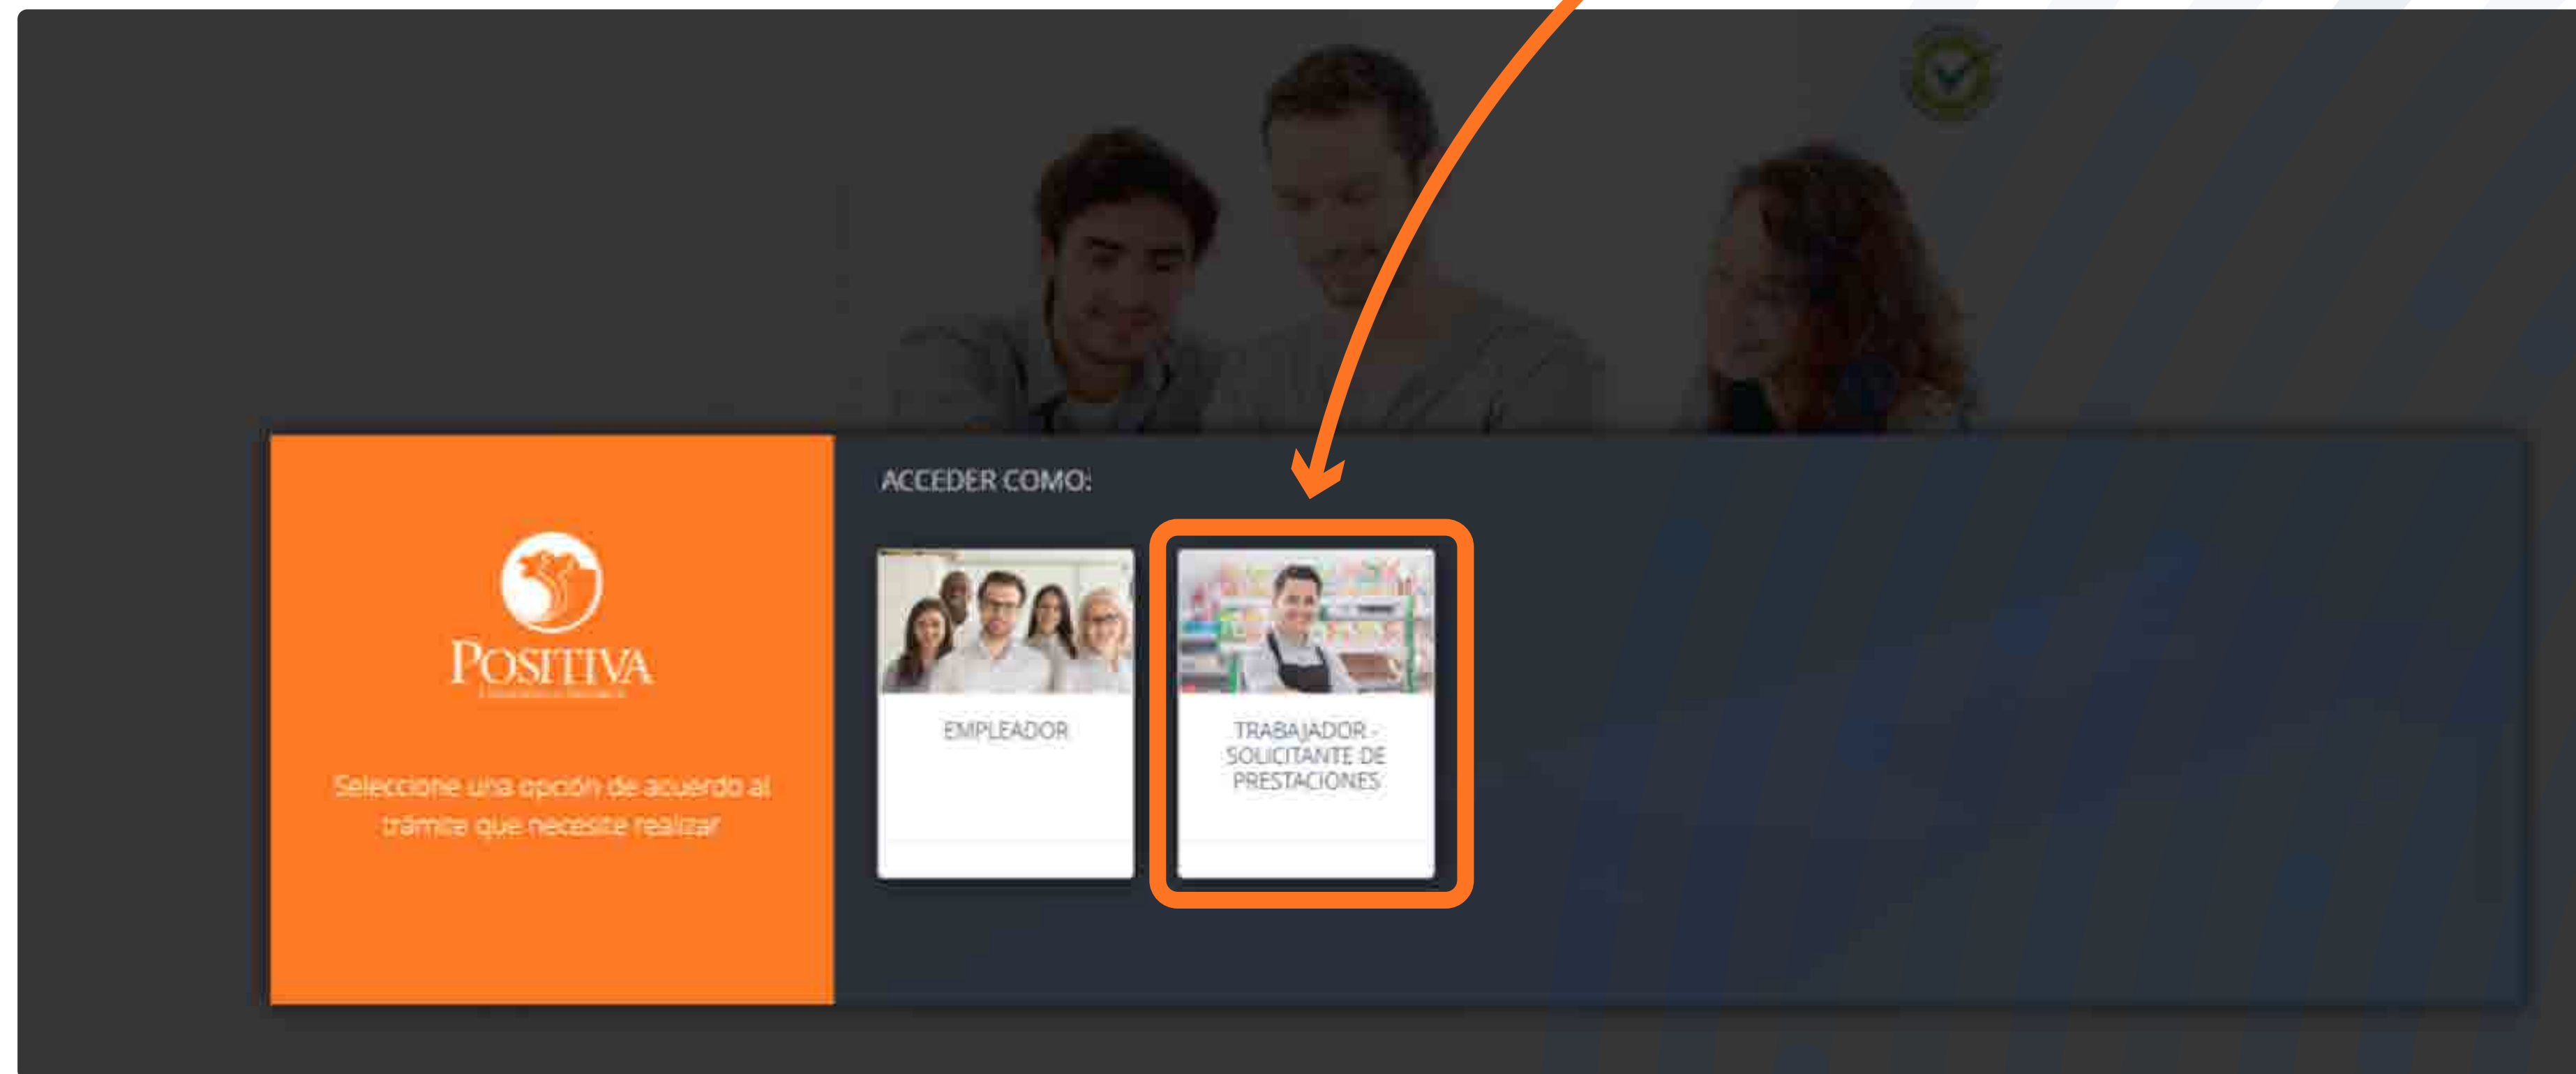 ACCEDER COMO:
POSITIVA
Seleccione una opción de acuerdo al
trámite que necesite realizar
EMPLEADOR
TRABAJADOR -
SOLICITANTE DE
PRESTACIONES